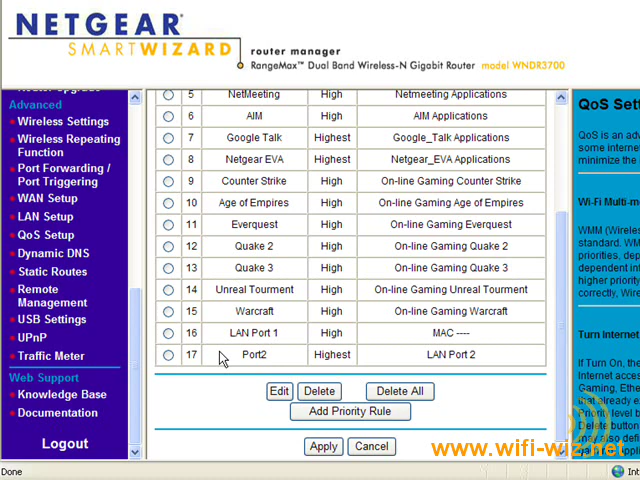 NETGEAR®
SMARTWIZARD
router manager
RangeMax™ Dual Band Wireless-N Gigabit Router model WNDR3700
Router Upgrade
Advanced
Wireless Settings
Wireless Repeating
Function
Port Forwarding /
Port Triggering
WAN Setup
LAN Setup
QoS Setup
Dynamic DNS
Static Routes
Remote
Management
USB Settings
UPnP
Traffic Meter
Web Support
Knowledge Base
Documentation
Logout
5 NetMeeting High Netmeeting Applications
6 AIM High AIM Applications
7 Google Talk Highest Google_Talk Applications
8 Netgear EVA Highest Netgear_EVA Applications
9 Counter Strike High On-line Gaming Counter Strike
10 Age of Empires High On-line Gaming Age of Empires
11 Everquest High On-line Gaming Everquest
12 Quake 2 High On-line Gaming Quake 2
13 Quake 3 High On-line Gaming Quake 3
14 Unreal Tourment High On-line Gaming Unreal Tourment
15 Warcraft High On-line Gaming Warcraft
16 LAN Port 1 High MAC ----
17 Port2 Highest LAN Port 2
Edit Delete Delete All
Add Priority Rule
Apply Cancel
QoS Set
QoS is an adv
some internet
minimize the i
Wi-Fi Multi-m
WMM (Wireles
standard. WM
priorities, dep
dependent inf
higher priority
correctly, Wire
Turn Internet
If Turn On, the
Internet acces
Gaming, Ethe
that already e
Priority level b
Delete button
may also defin
www.wifi-wiz.net
Done
Int